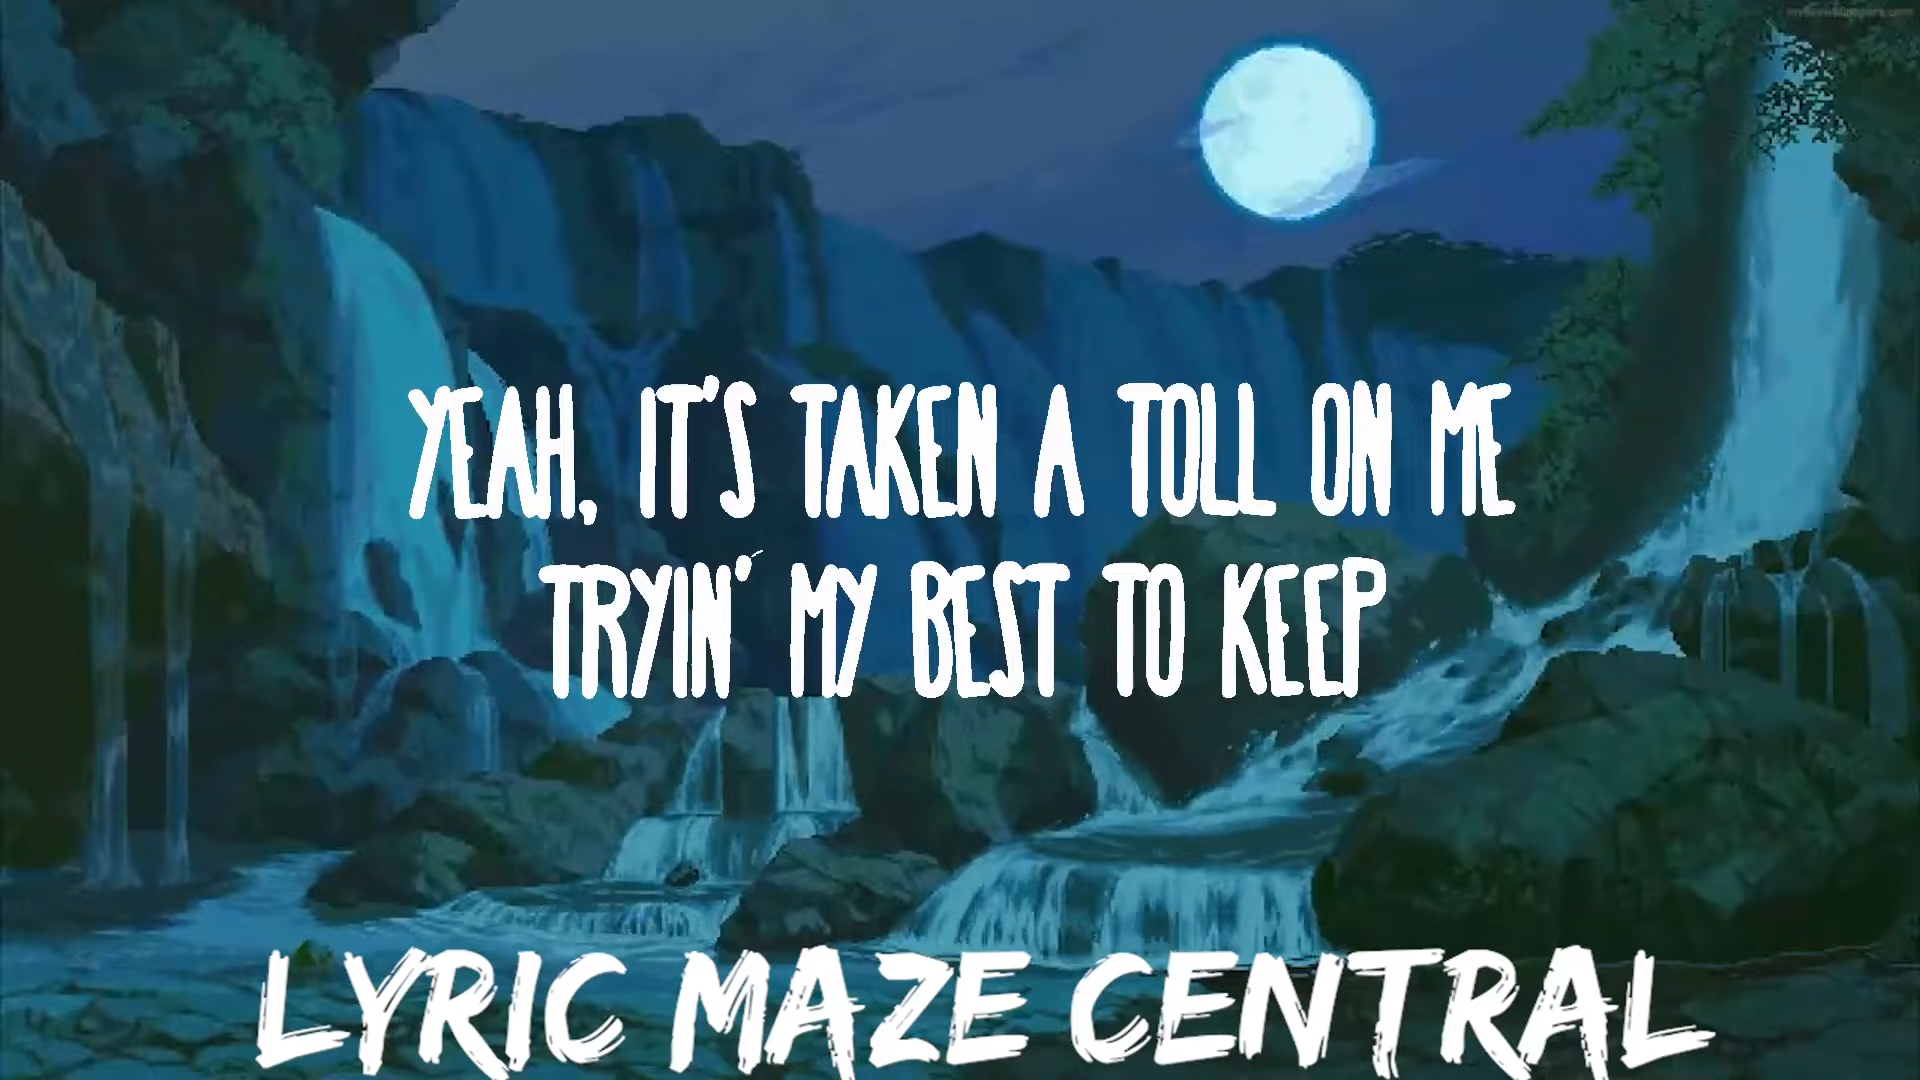 YEAH, IT'S TAKEN A TOLL ON ME
TRYIN' MY BEST TO KEEP
LYRIC MAZE CENTRAL